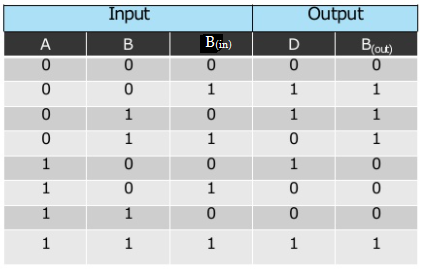 Input Output
A B B(in) D B(out)
0 0 0 0 0
0 0 1 1 1
0 1 0 1 1
0 1 1 0 1
1 0 0 1 0
1 0 1 0 0
1 1 0 0 0
1 1 1 1 1